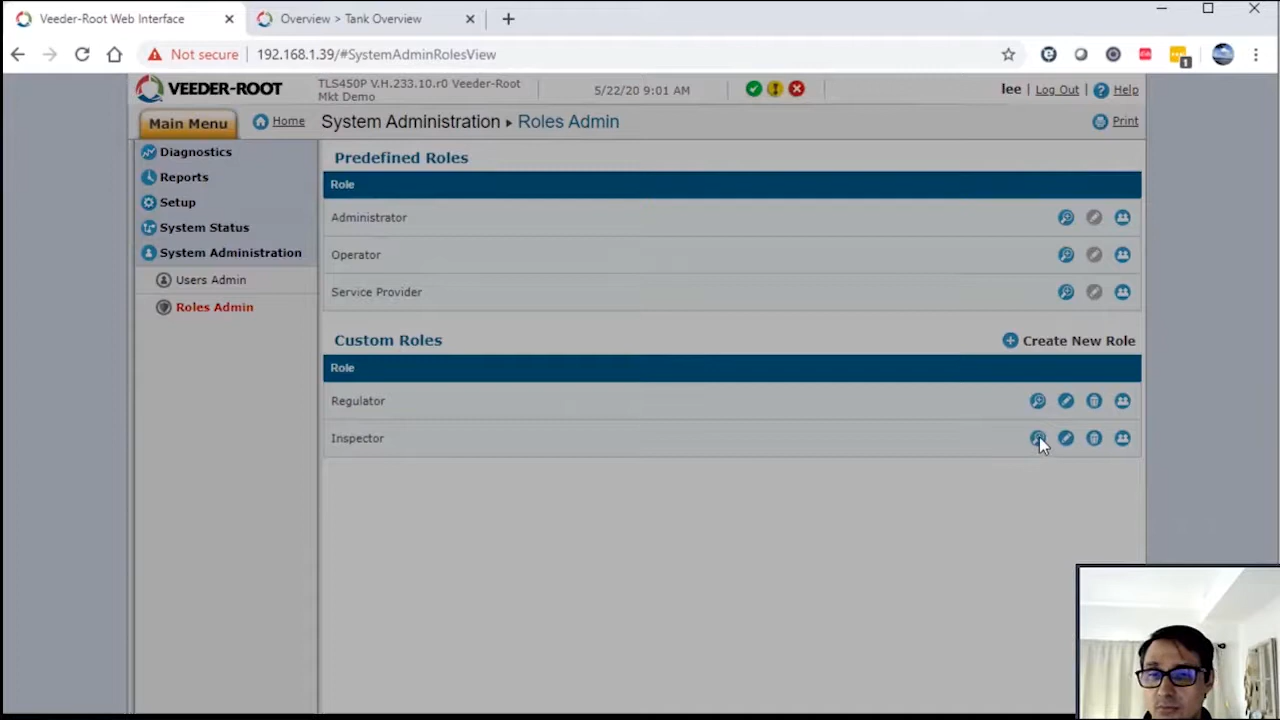 Veeder-Root Web Interface
Overview > Tank Overview
Not secure
192.168.1.39/#SystemAdminRolesView
1
VEEDER-ROOT
TLS450P V.H.233.10.r0 Veeder-Root
Mkt Demo
5/22/20 9:01 AM
lee | Log Out | Help
Main Menu
Home
System Administration ▸ Roles Admin
Print
Diagnostics
Reports
Setup
System Status
System Administration
Users Admin
Roles Admin
Predefined Roles
Role
Administrator
Operator
Service Provider
Custom Roles
Create New Role
Role
Regulator
Inspector